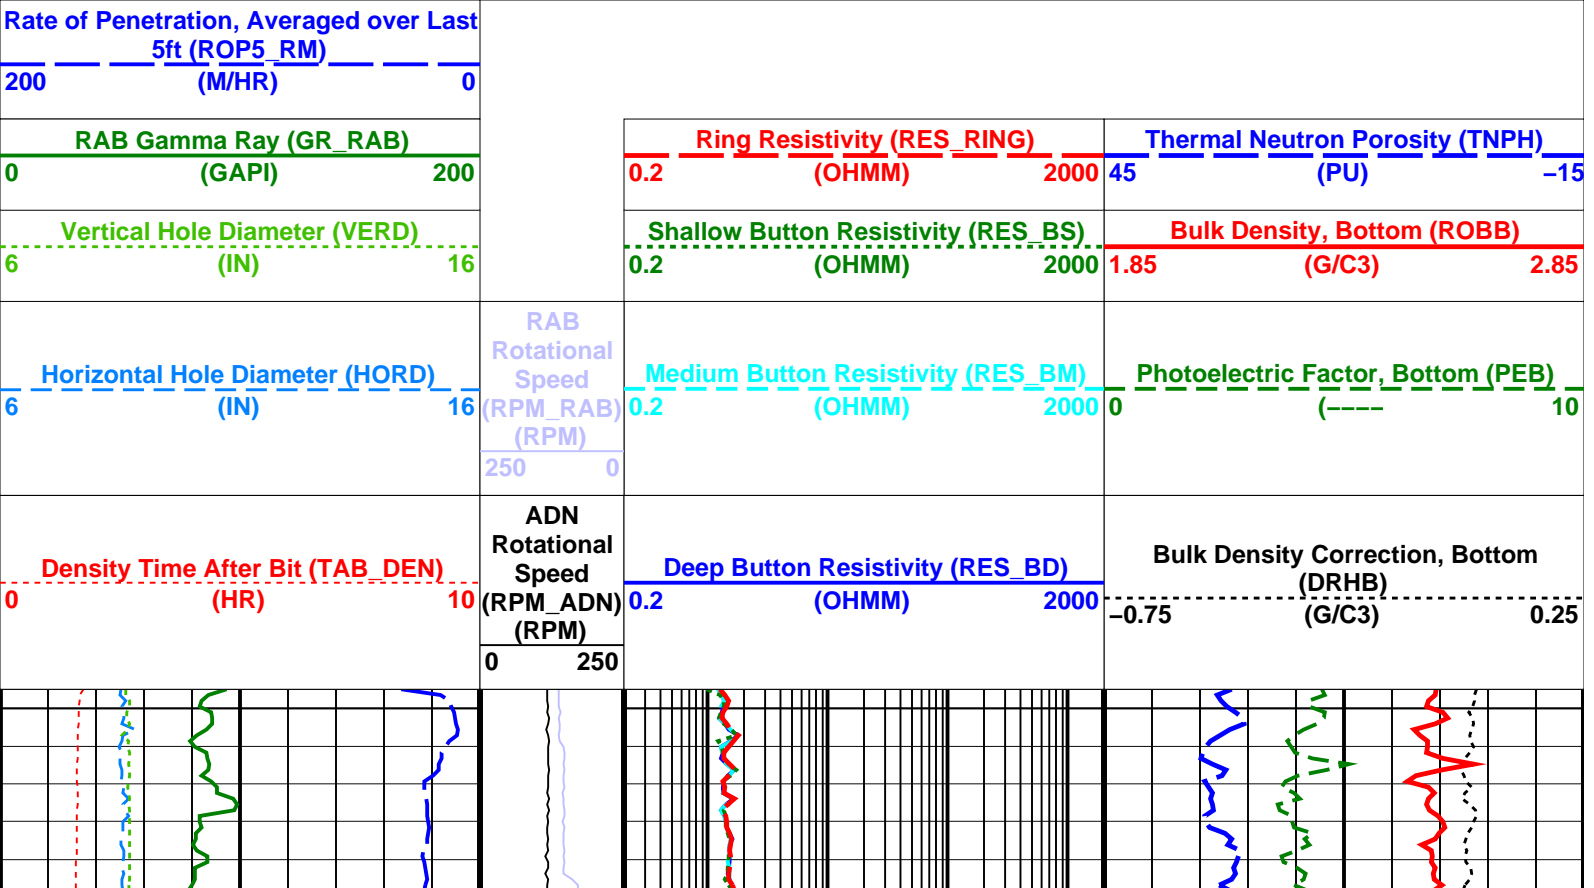 Rate of Penetration, Averaged over Last
5ft (ROP5_RM)
200 (M/HR) 0
RAB Gamma Ray (GR_RAB)
0 (GAPI) 200
Ring Resistivity (RES_RING)
0.2 (OHMM) 2000
Thermal Neutron Porosity (TNPH)
45 (PU) −15
Vertical Hole Diameter (VERD)
6 (IN) 16
Shallow Button Resistivity (RES_BS)
0.2 (OHMM) 2000
Bulk Density, Bottom (ROBB)
1.85 (G/C3) 2.85
Horizontal Hole Diameter (HORD)
6 (IN) 16
RAB
Rotational
Speed
(RPM_RAB)
(RPM)
250 0
Medium Button Resistivity (RES_BM)
0.2 (OHMM) 2000
Photoelectric Factor, Bottom (PEB)
0 (−−−− 10
Density Time After Bit (TAB_DEN)
0 (HR) 10
ADN
Rotational
Speed
(RPM_ADN)
(RPM)
0 250
Deep Button Resistivity (RES_BD)
0.2 (OHMM) 2000
Bulk Density Correction, Bottom
(DRHB)
−0.75 (G/C3) 0.25